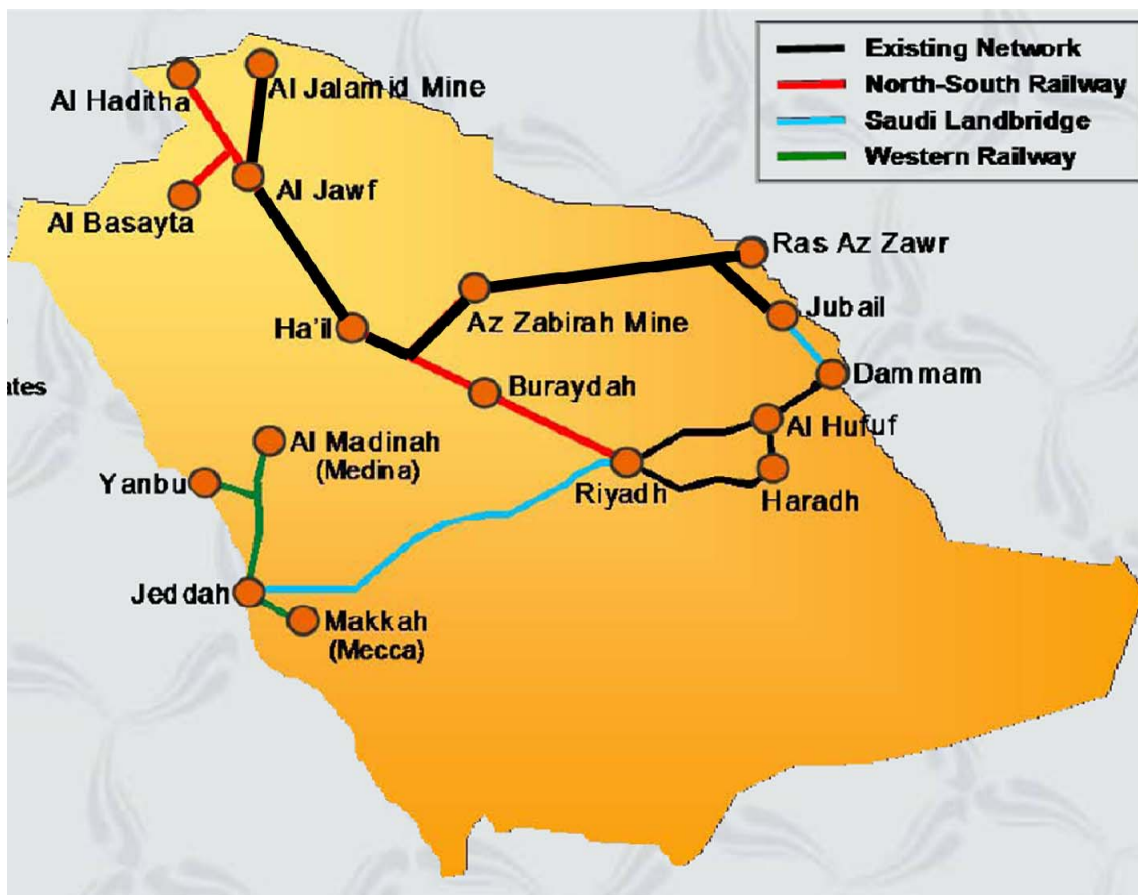 Existing Network
North-South Railway
Saudi Landbridge
Western Railway
Al Haditha
Al Jalamid Mine
Al Jawf
Al Basayta
Ras Az Zawr
Jubail
Ha'il
Az Zabirah Mine
Dammam
ates
Buraydah
Al Hufuf
Al Madinah
(Medina)
Yanbu
Riyadh
Haradh
Jeddah
Makkah
(Mecca)